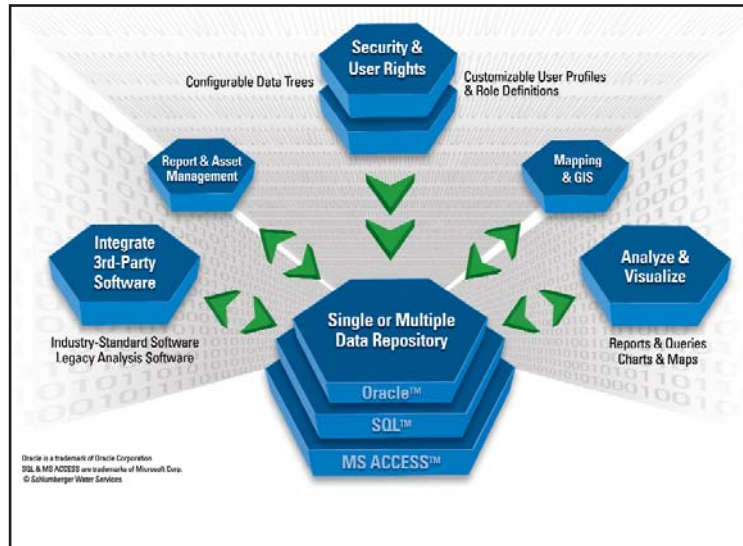 Security &
User Rights
Configurable Data Trees
Customizable User Profiles
& Role Definitions
Report & Asset
Management
Mapping
& GIS
Integrate
3rd-Party
Software
Analyze &
Visualize
Industry-Standard Software
Legacy Analysis Software
Single or Multiple
Data Repository
Reports & Queries
Charts & Maps
Oracle™
SQL™
MS ACCESS™
Oracle is a trademark of Oracle Corporation
SQL & MS ACCESS are trademarks of Microsoft Corp.
© Schlumberger Water Services